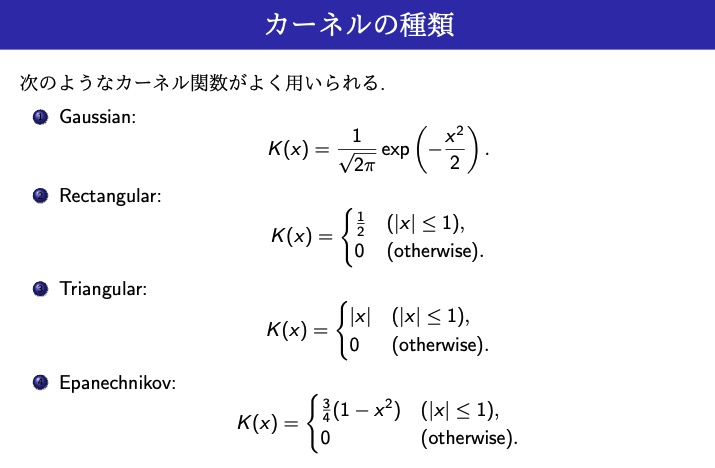 カーネルの種類
次のようなカーネル関数がよく用いられる.
1 Gaussian:
K(x) = \frac{1}{\sqrt{2\pi}} \exp\left(-\frac{x^2}{2}\right).
2 Rectangular:
K(x) = \begin{cases} \frac{1}{2} & (|x| \leq 1), \\ 0 & (\text{otherwise}). \end{cases}
3 Triangular:
K(x) = \begin{cases} |x| & (|x| \leq 1), \\ 0 & (\text{otherwise}). \end{cases}
4 Epanechnikov:
K(x) = \begin{cases} \frac{3}{4}(1 - x^2) & (|x| \leq 1), \\ 0 & (\text{otherwise}). \end{cases}